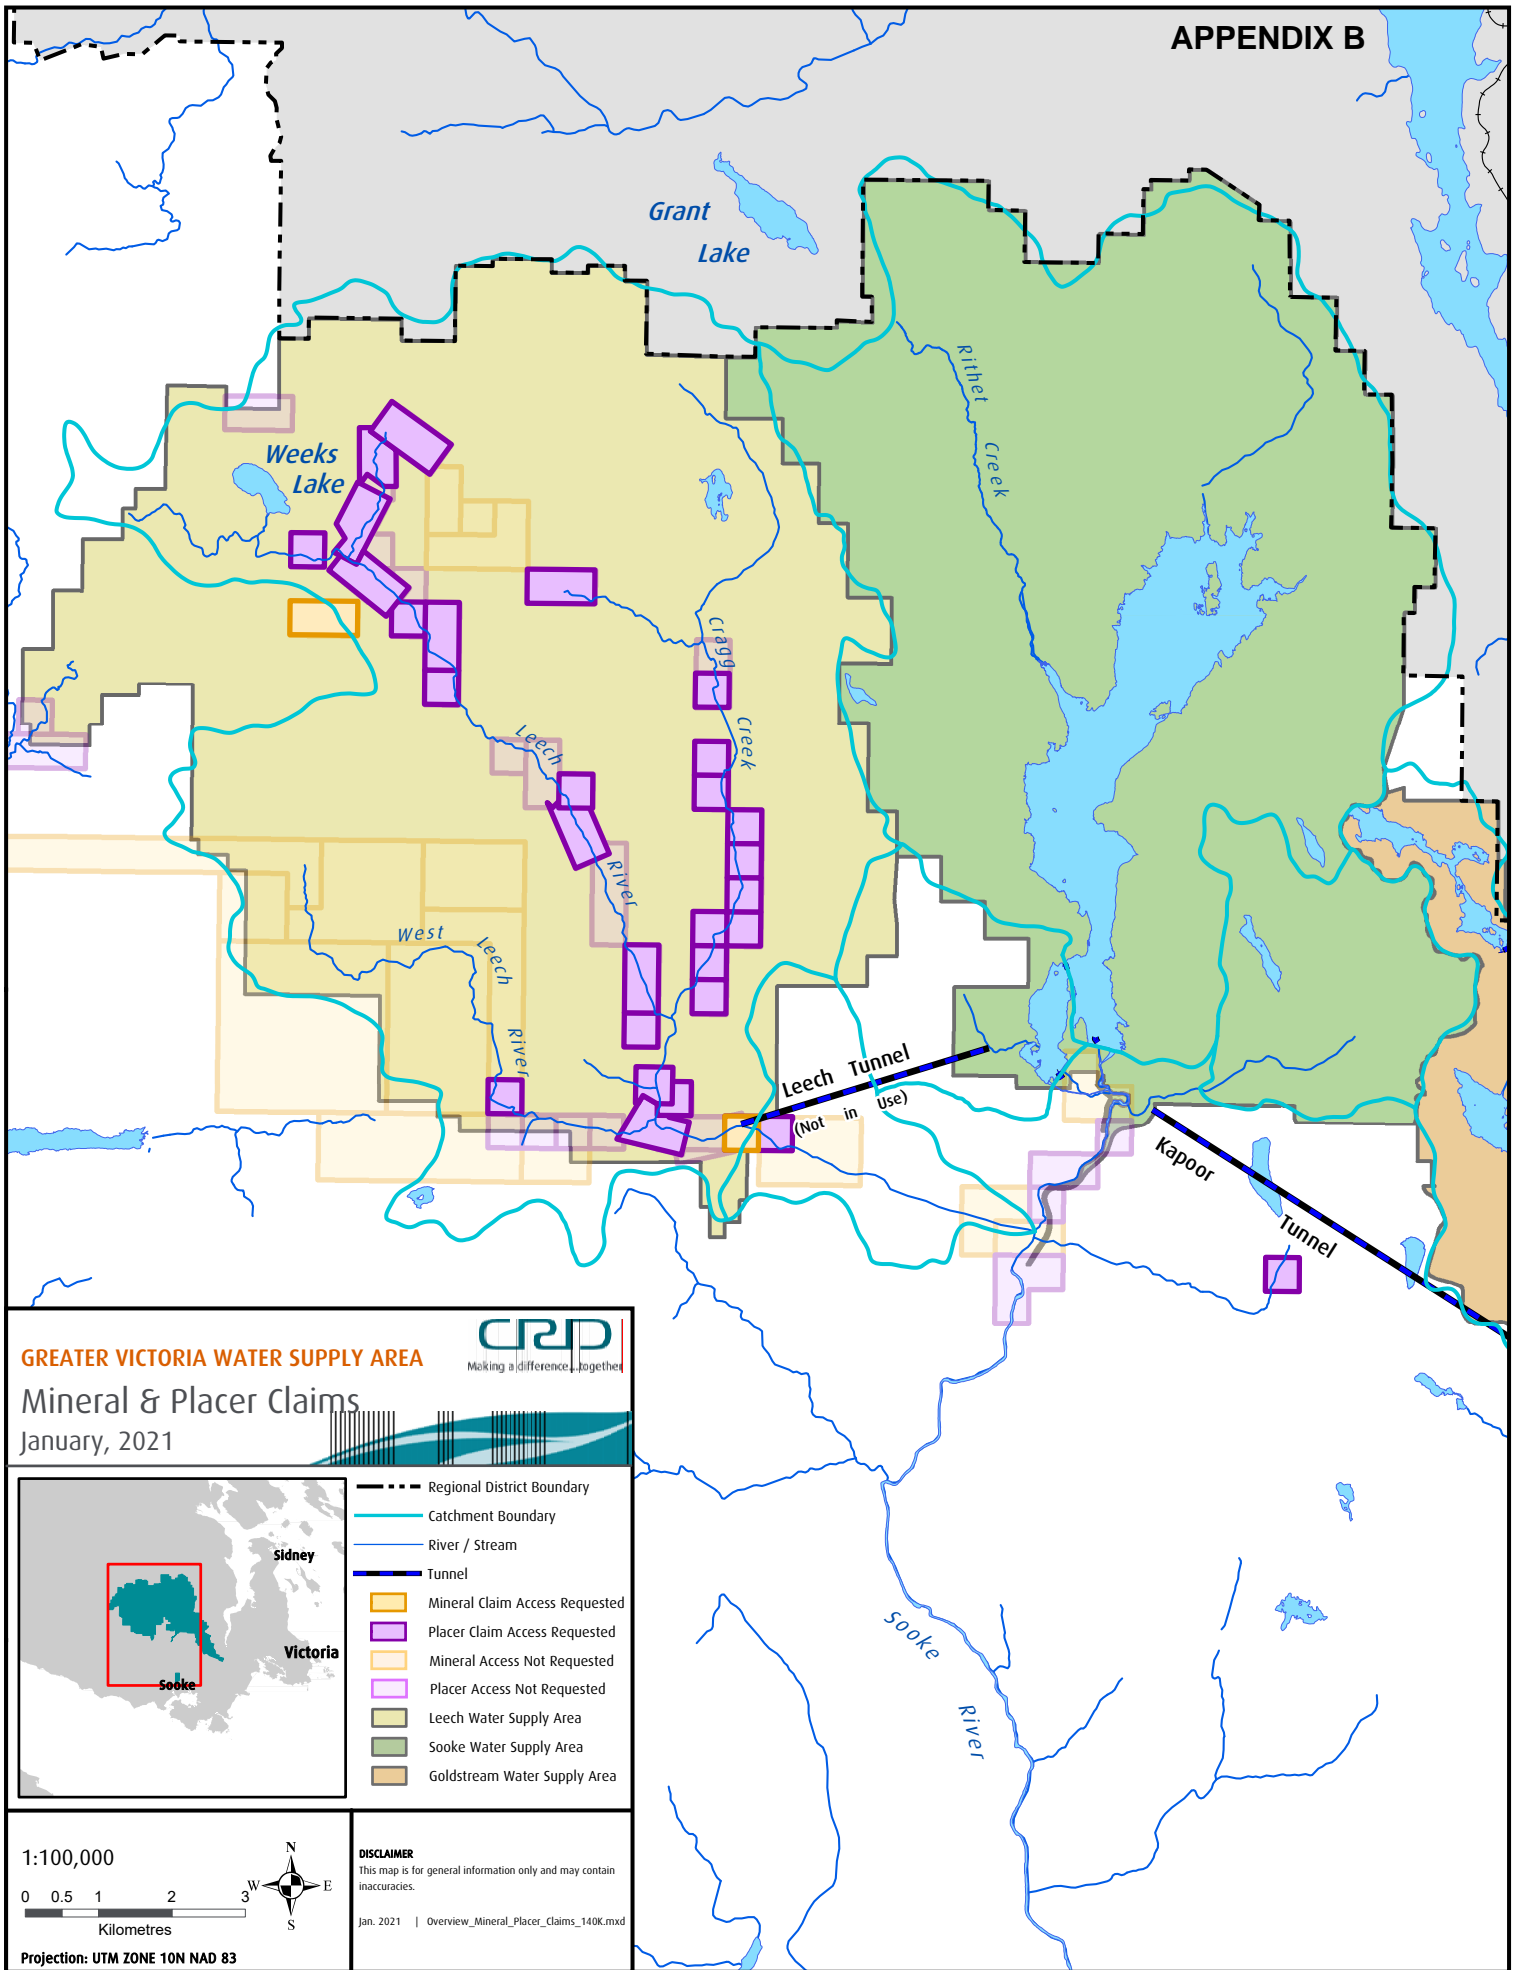 APPENDIX B
Grant
Lake
Rithet
Creek
Weeks
Lake
Cragg
Creek
Leech
River
West
Leech
River
Leech Tunnel
(Not in Use)
Kapoor
Tunnel
Sooke
River
GREATER VICTORIA WATER SUPPLY AREA
CRD
Making a difference...together
Mineral & Placer Claims
January, 2021
Sidney
Victoria
Sooke
Regional District Boundary
Catchment Boundary
River / Stream
Tunnel
Mineral Claim Access Requested
Placer Claim Access Requested
Mineral Access Not Requested
Placer Access Not Requested
Leech Water Supply Area
Sooke Water Supply Area
Goldstream Water Supply Area
1:100,000
0 0.5 1 2 3
Kilometres
N
W E
S
Projection: UTM ZONE 10N NAD 83
DISCLAIMER
This map is for general information only and may contain
inaccuracies.
Jan. 2021 | Overview_Mineral_Placer_Claims_140K.mxd